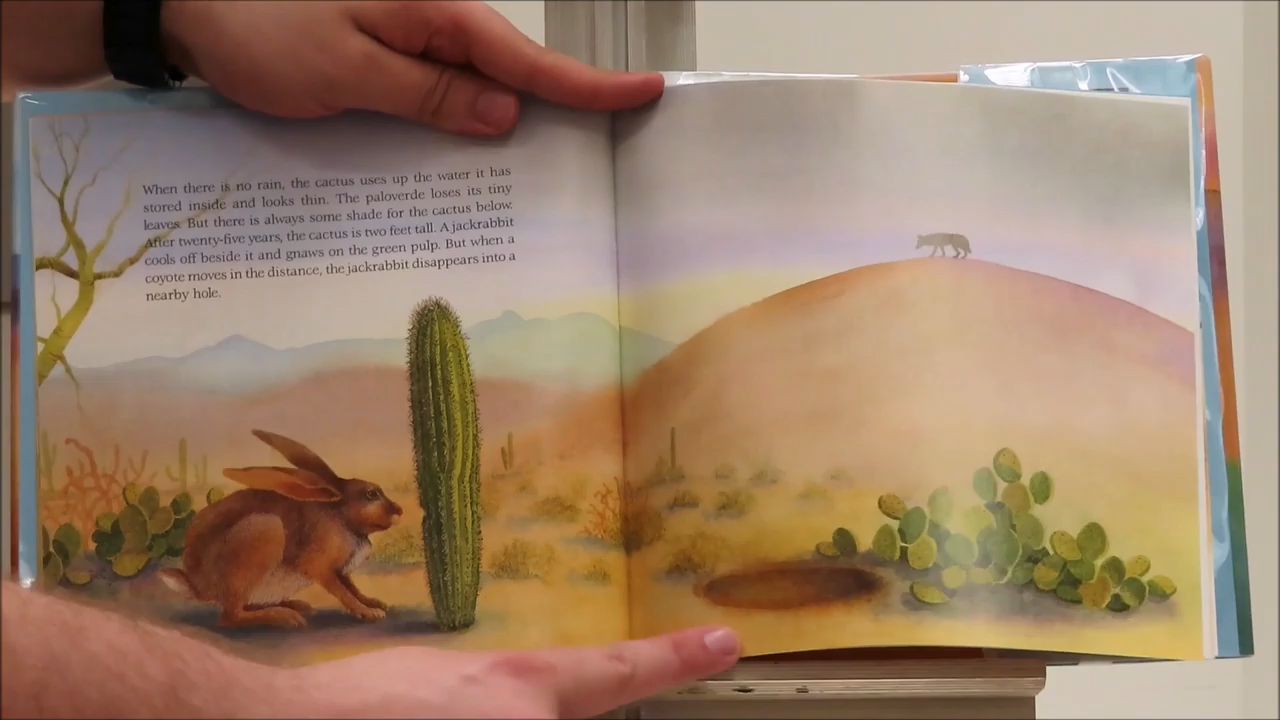 When there is no rain, the cactus uses up the water it has
stored inside and looks thin. The paloverde loses its tiny
leaves. But there is always some shade for the cactus below.
After twenty-five years, the cactus is two feet tall. A jackrabbit
cools off beside it and gnaws on the green pulp. But when a
coyote moves in the distance, the jackrabbit disappears into a
nearby hole.